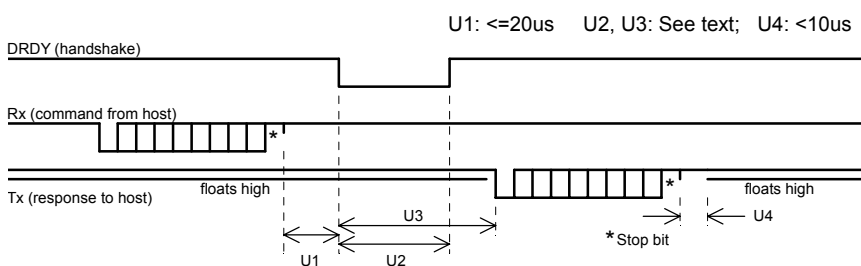 U1: <=20us U2, U3: See text; U4: <10us
DRDY (handshake)
Rx (command from host)
*
*
Tx (response to host)
floats high
floats high
U3
U4
*Stop bit
U1
U2